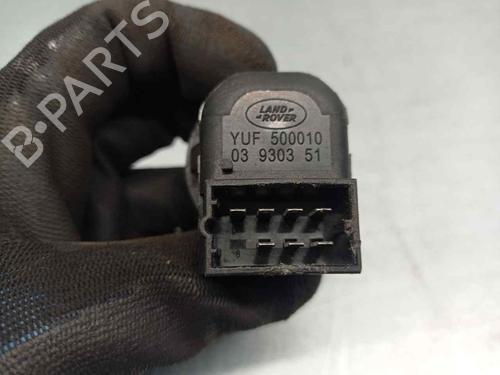 B-PARTS
LAND
ROVER
YUF 500010
03 9303 51